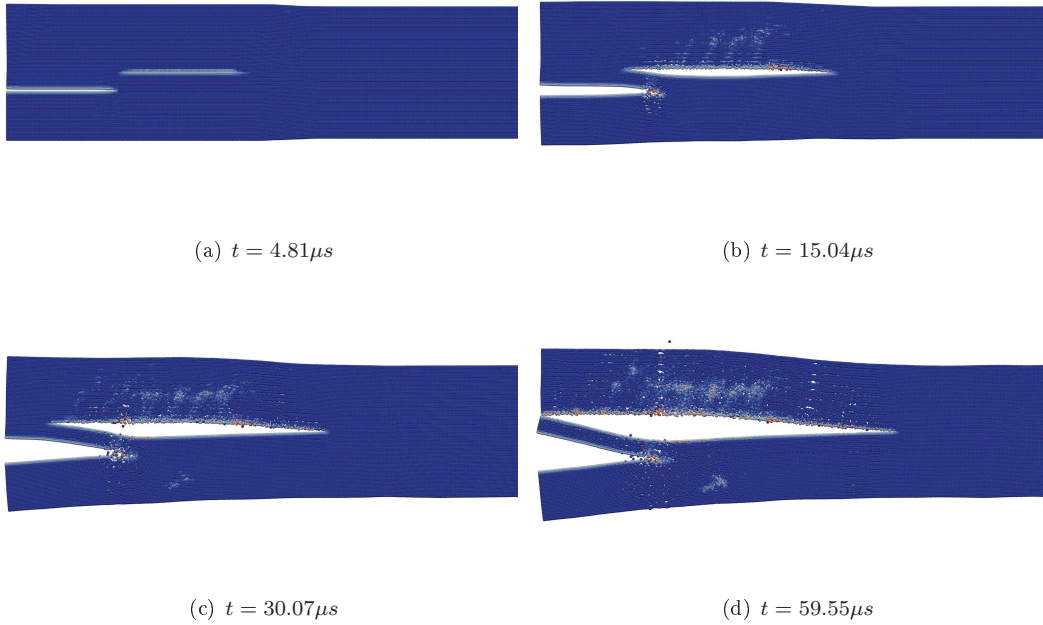 (a) t = 4.81μs
(b) t = 15.04μs
(c) t = 30.07μs
(d) t = 59.55μs